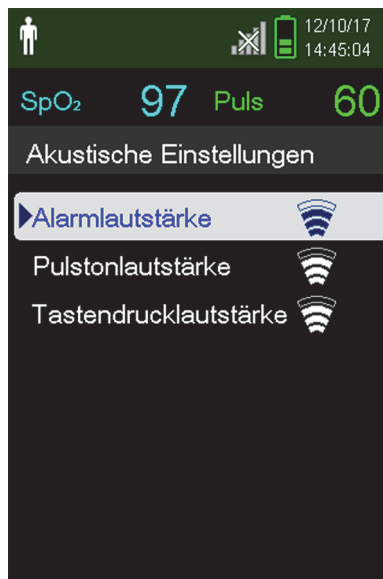 12/10/17
14:45:04
SpO₂ 97 Puls 60
Akustische Einstellungen
Alarmlautstärke
Pulstonlautstärke
Tastendrucklautstärke